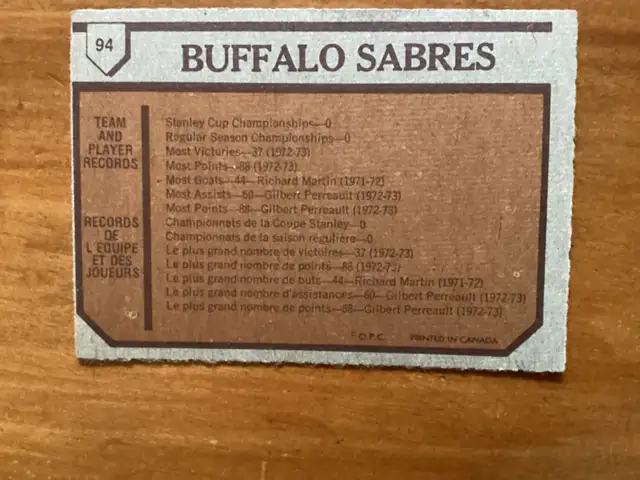 94
BUFFALO SABRES
TEAM
AND
PLAYER
RECORDS
Stanley Cup Championships—0
Regular Season Championships—0
Most Victories—37 (1972-73)
Most Points—88 (1972-73)
Most Goals—44—Richard Martin (1971-72)
Most Assists—60—Gilbert Perreault (1972-73)
Most Points—88—Gilbert Perreault (1972-73)
RECORDS
DE
L'EQUIPE
ET DES
JOUEURS
Championnats de la Coupe Stanley—0
Championnats de la saison régulière—0
Le plus grand nombre de victoires—37 (1972-73)
Le plus grand nombre de points—88 (1972-73)
Le plus grand nombre de buts—44—Richard Martin (1971-72)
Le plus grand nombre d'assistances—60—Gilbert Perreault (1972-73)
Le plus grand nombre de points—88—Gilbert Perreault (1972-73)
© O.P.C. PRINTED IN CANADA